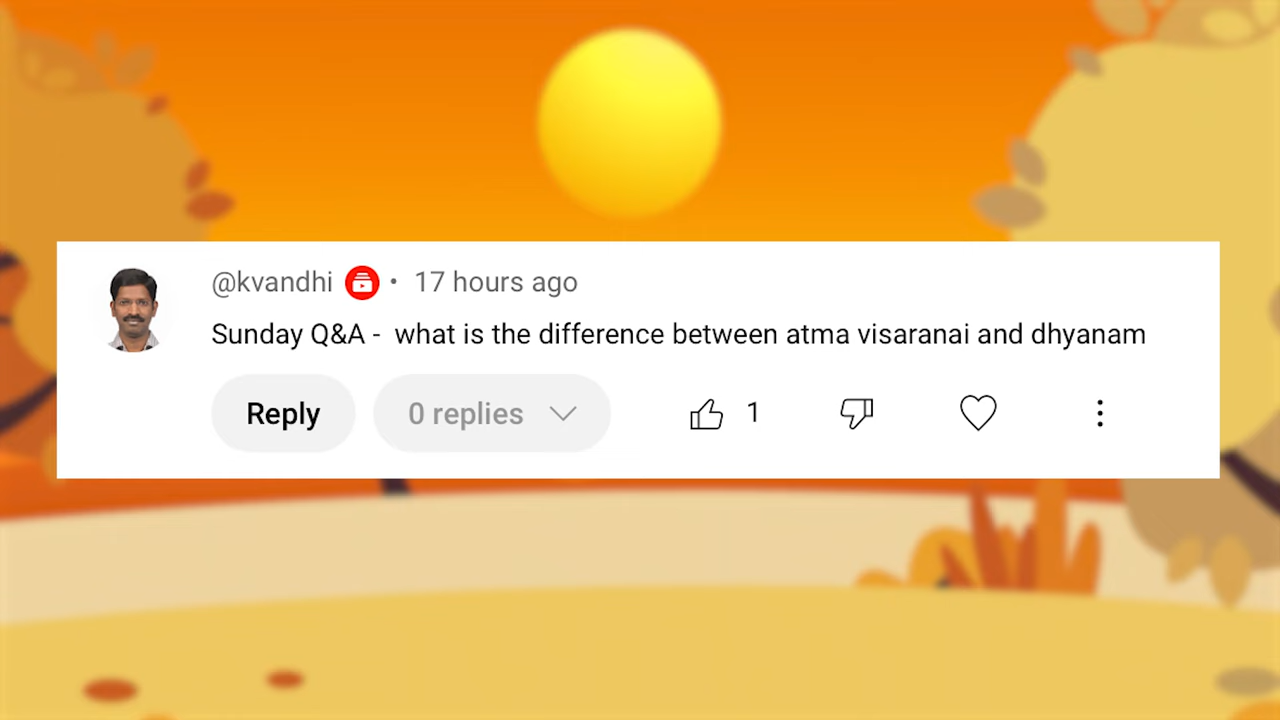 @kvandhi • 17 hours ago
Sunday Q&A - what is the difference between atma visaranai and dhyanam
Reply 0 replies 1